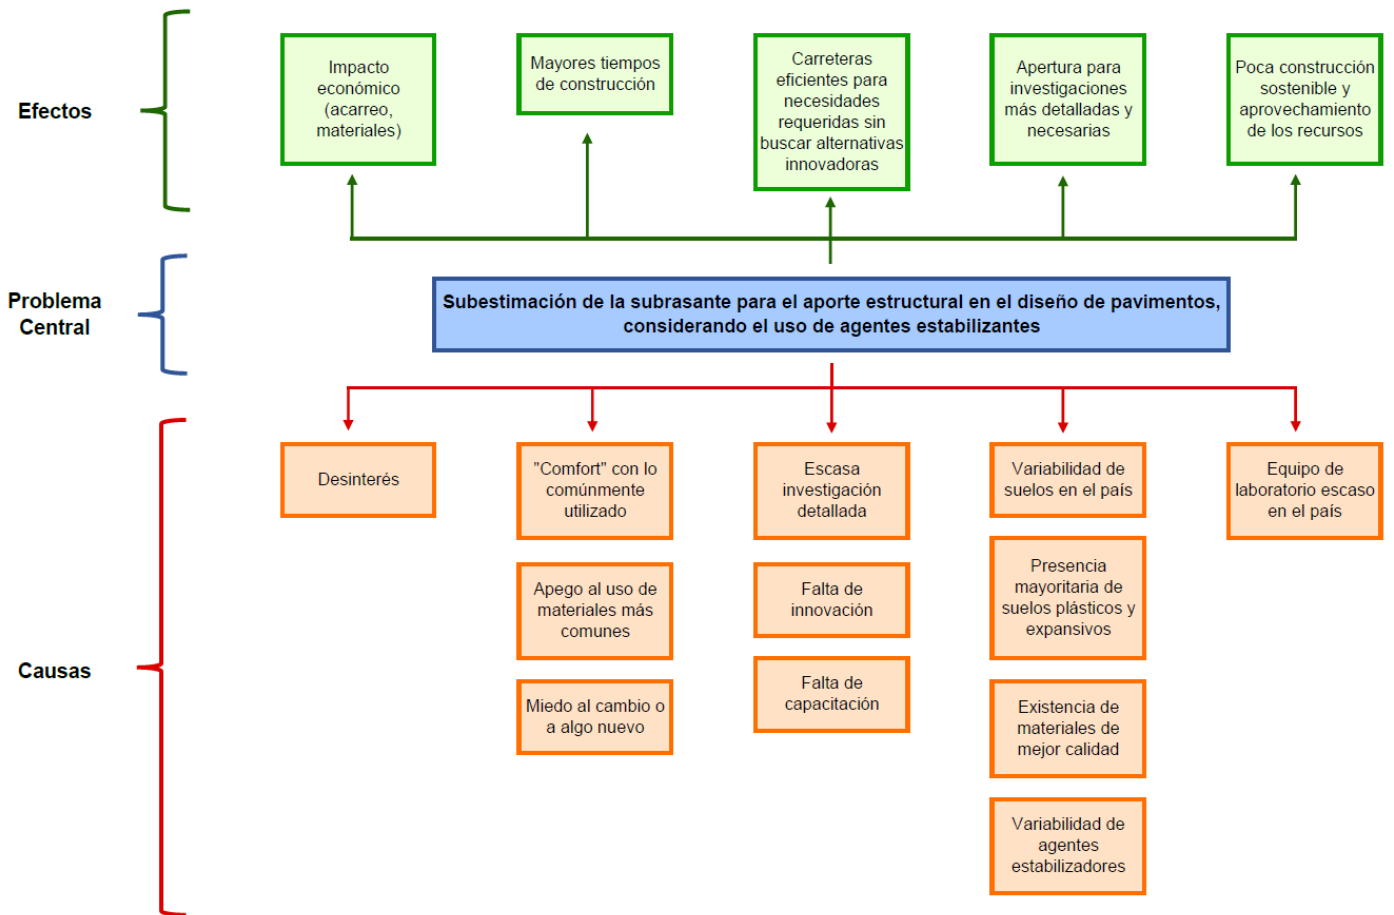 Efectos
Impacto
económico
(acarreo,
materiales)
Mayores tiempos
de construcción
Carreteras
eficientes para
necesidades
requeridas sin
buscar alternativas
innovadoras
Apertura para
investigaciones
más detalladas y
necesarias
Poca construcción
sostenible y
aprovechamiento
de los recursos
Problema
Central
Subestimación de la subrasante para el aporte estructural en el diseño de pavimentos,
considerando el uso de agentes estabilizantes
Causas
Desinterés
"Comfort" con lo
comúnmente
utilizado
Apego al uso de
materiales más
comunes
Miedo al cambio o
a algo nuevo
Escasa
investigación
detallada
Falta de
innovación
Falta de
capacitación
Variabilidad de
suelos en el país
Presencia
mayoritaria de
suelos plásticos y
expansivos
Existencia de
materiales de
mejor calidad
Variabilidad de
agentes
estabilizadores
Equipo de
laboratorio escaso
en el país